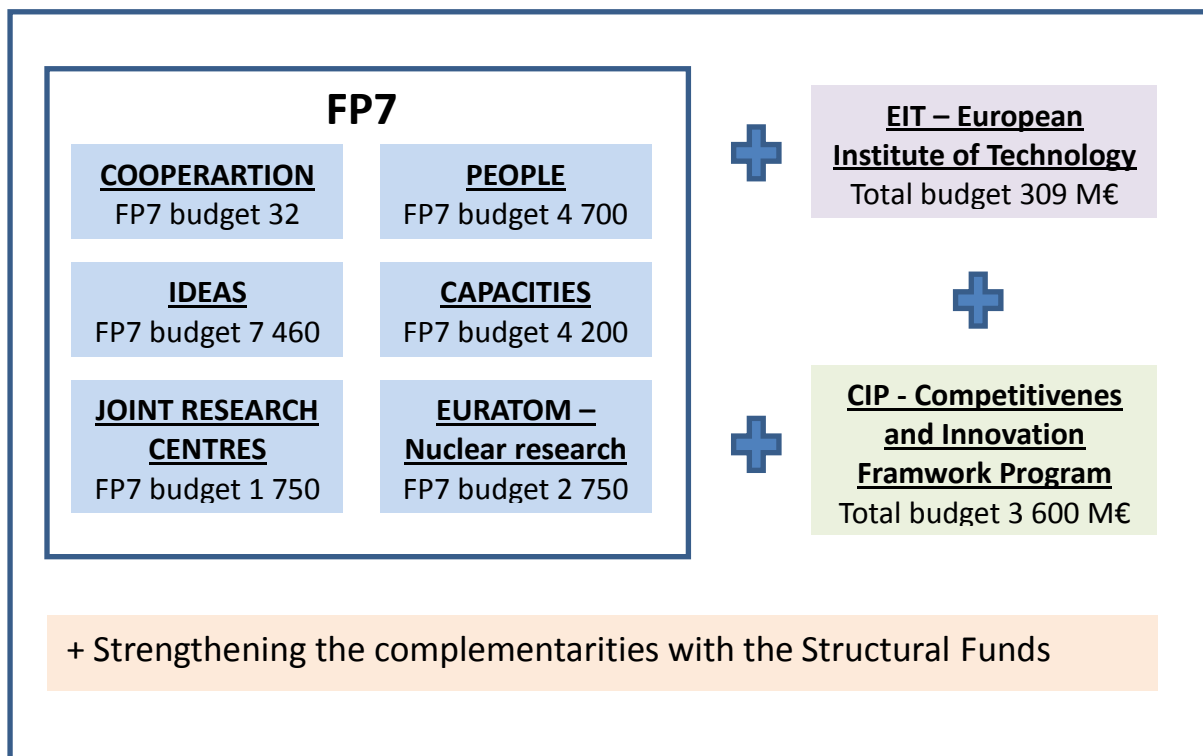 FP7
COOPERARTION
FP7 budget 32
PEOPLE
FP7 budget 4 700
IDEAS
FP7 budget 7 460
CAPACITIES
FP7 budget 4 200
JOINT RESEARCH
CENTRES
FP7 budget 1 750
EURATOM –
Nuclear research
FP7 budget 2 750
EIT – European
Institute of Technology
Total budget 309 M€
CIP - Competitivenes
and Innovation
Framwork Program
Total budget 3 600 M€
+ Strengthening the complementarities with the Structural Funds